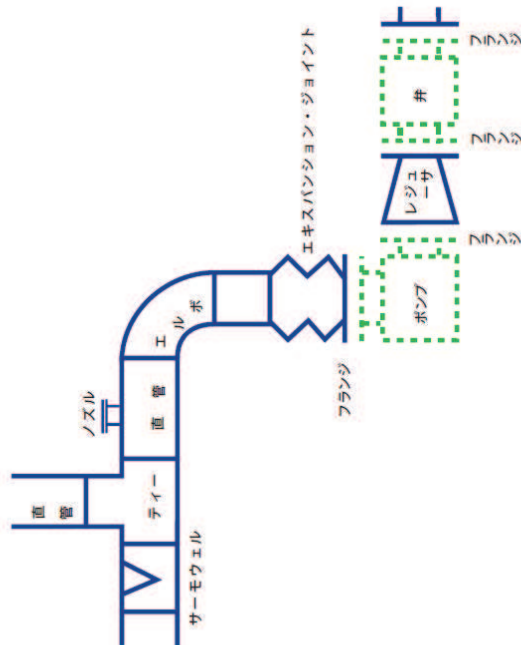 直管
ノズル
エルボ
直管
ティー
サーモウェル
エキスパンション・ジョイント
フランジ
ポンプ
フランジ
レジューサ
フランジ
弁
フランジ